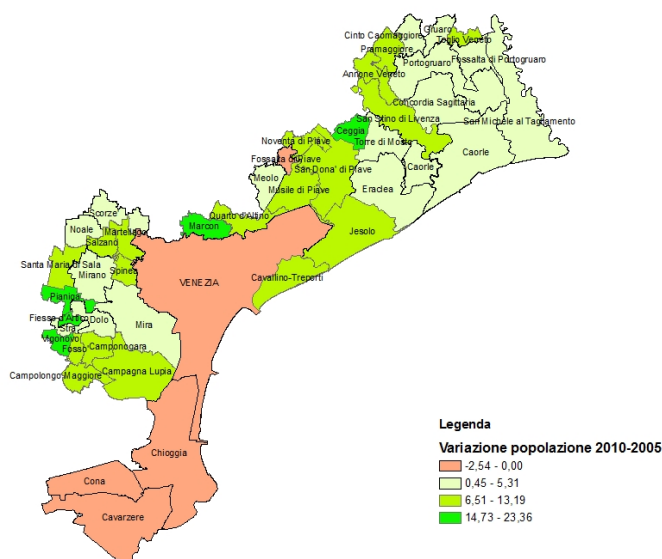 Cinto Caomaggiore
Gruaro
Teglio Veneto
Pramaggiore
Portogruaro
Fossalta di Portogruaro
Annone Veneto
Concordia Sagittaria
San Stino di Livenza
San Michele al Tagliamento
Ceggia
Torre di Mosto
Noventa di Piave
Fossalta di Piave
San Dona' di Piave
Caorle
Caorle
Meolo
Musile di Piave
Eraclea
Scorze
Quarto d'Altino
Marcon
Noale
Martellago
Jesolo
Salzano
Santa Maria di Sala
Spinea
Mirano
VENEZIA
Cavallino-Treporti
Pianiga
Fiesso d'Artico
Dolo
Mira
Stra
Vigonovo
Fosso
Camponogara
Campolongo Maggiore
Campagna Lupia
Chioggia
Cona
Cavarzere
Legenda
Variazione popolazione 2010-2005
-2,54 - 0,00
0,45 - 5,31
6,51 - 13,19
14,73 - 23,36